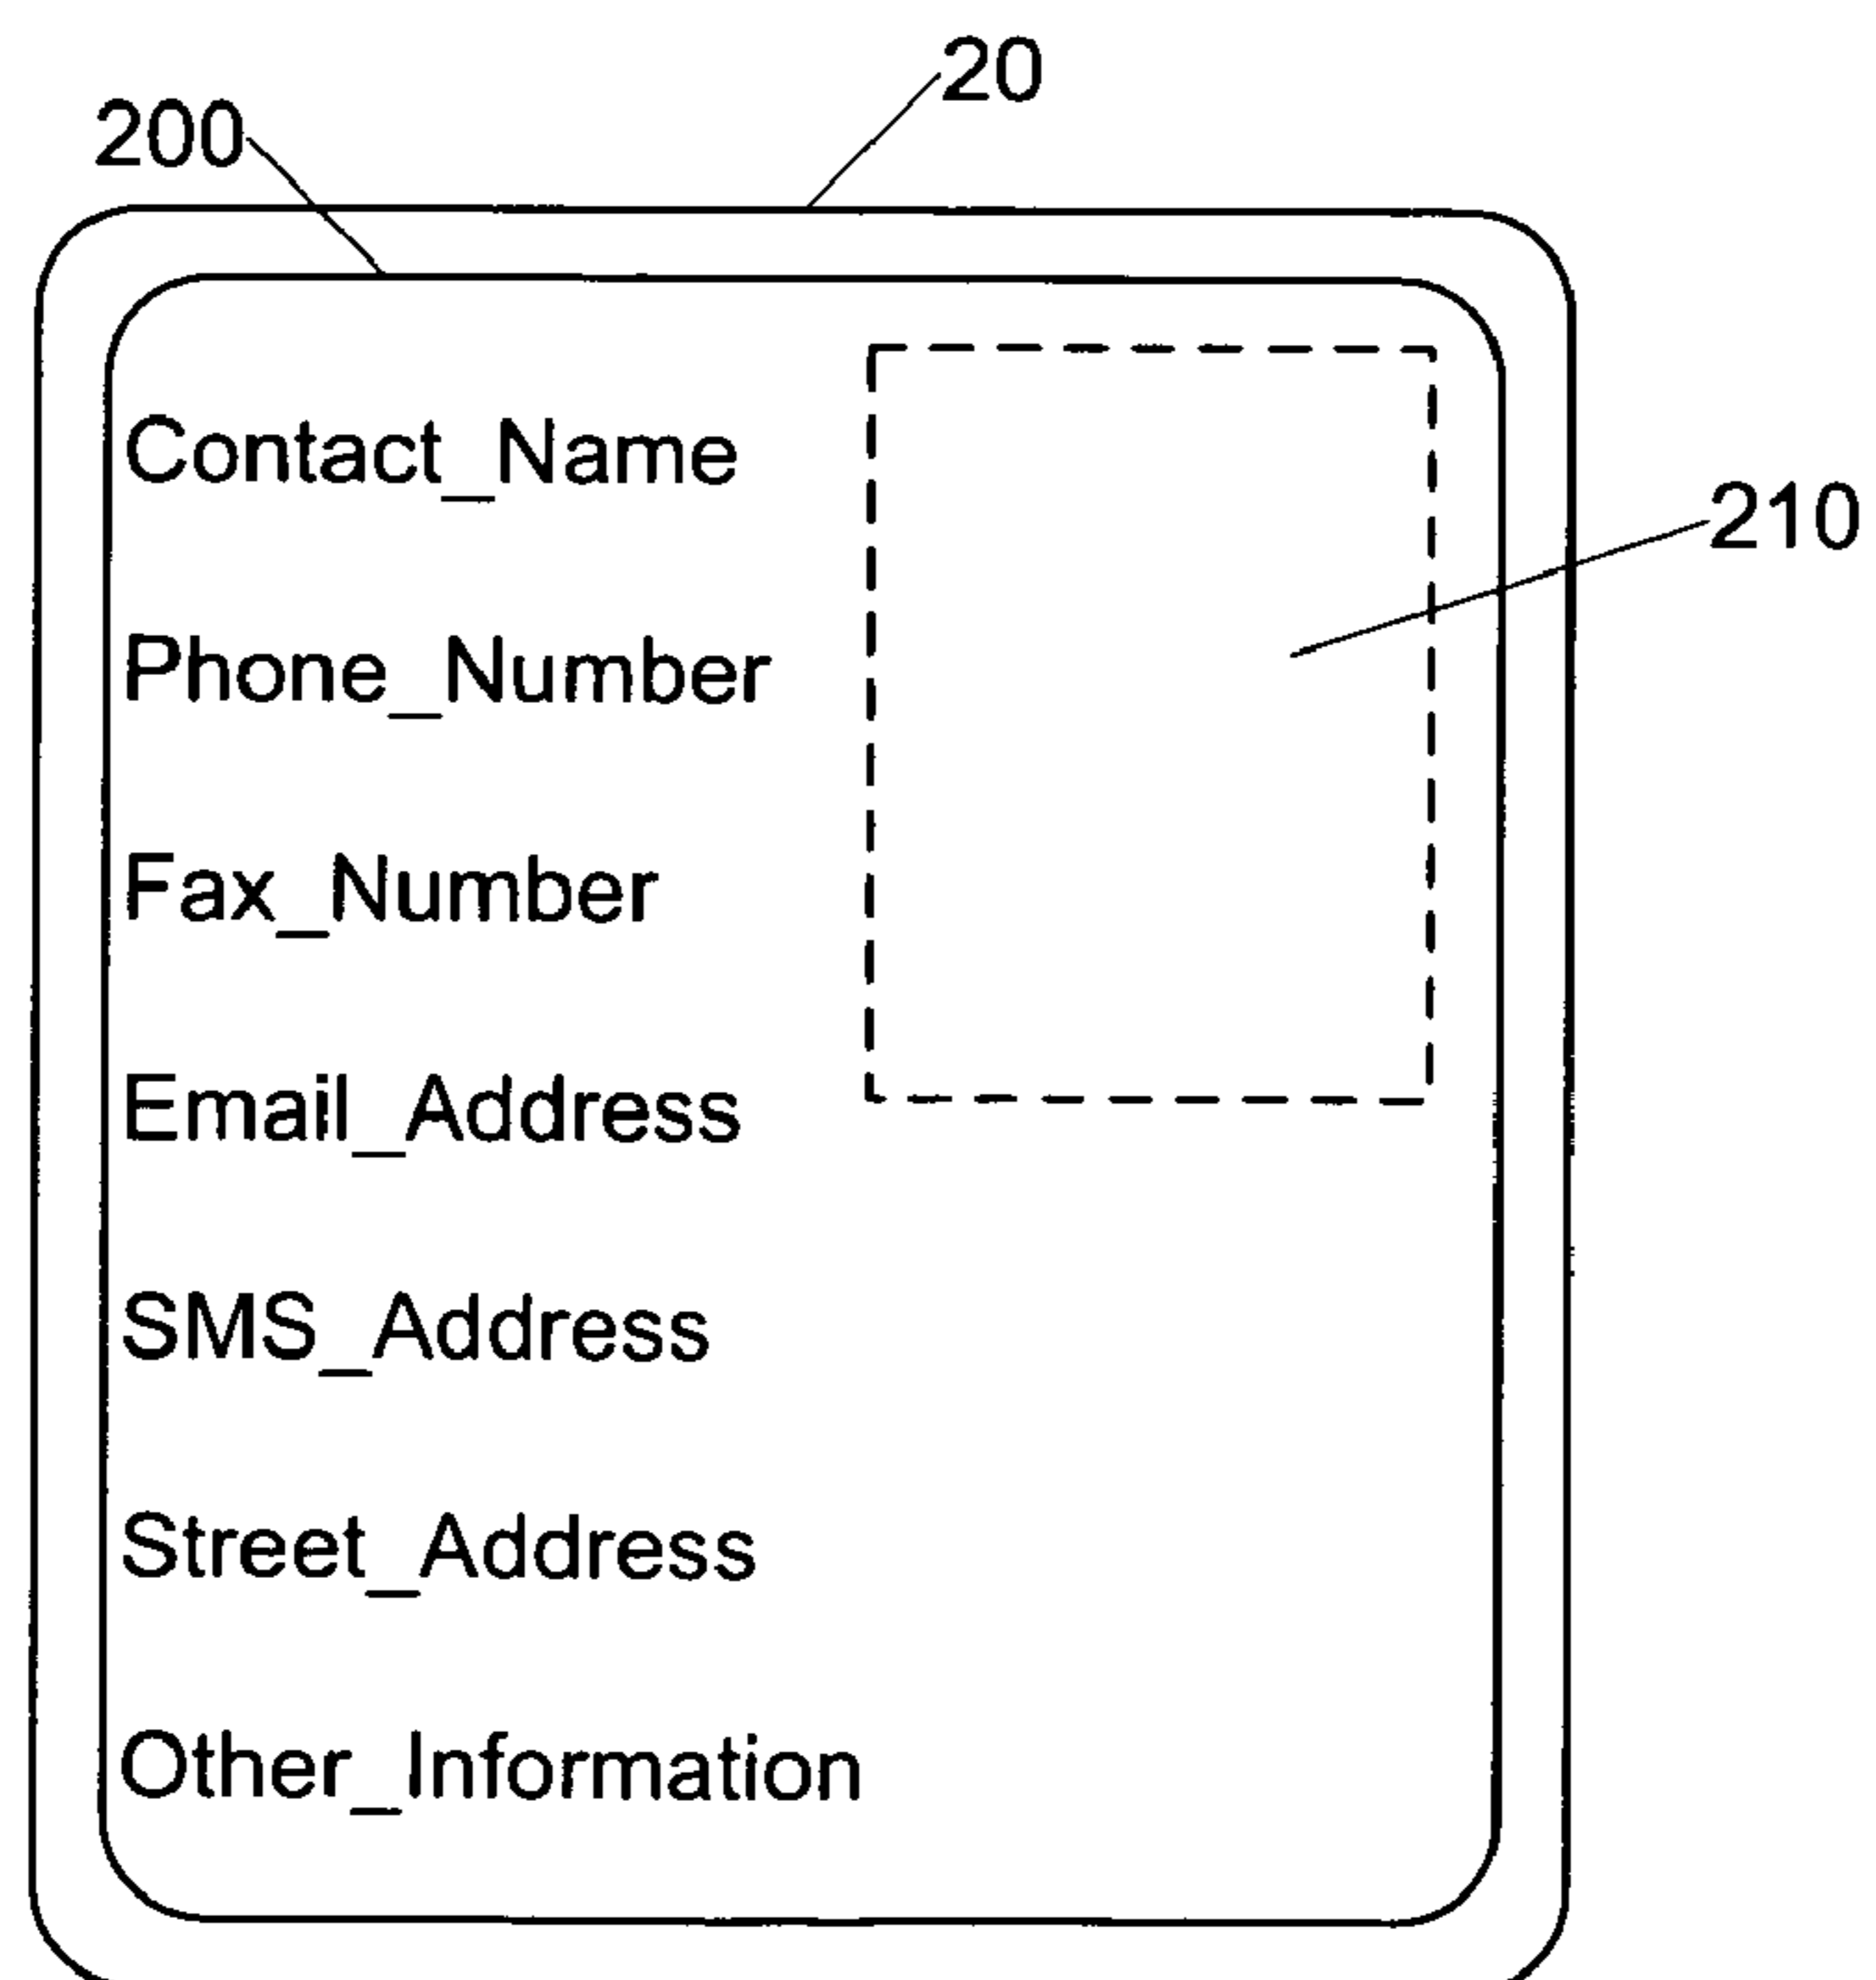 20
200
Contact_Name
210
Phone_Number
Fax_Number
Email_Address
SMS_Address
Street_Address
Other_Information